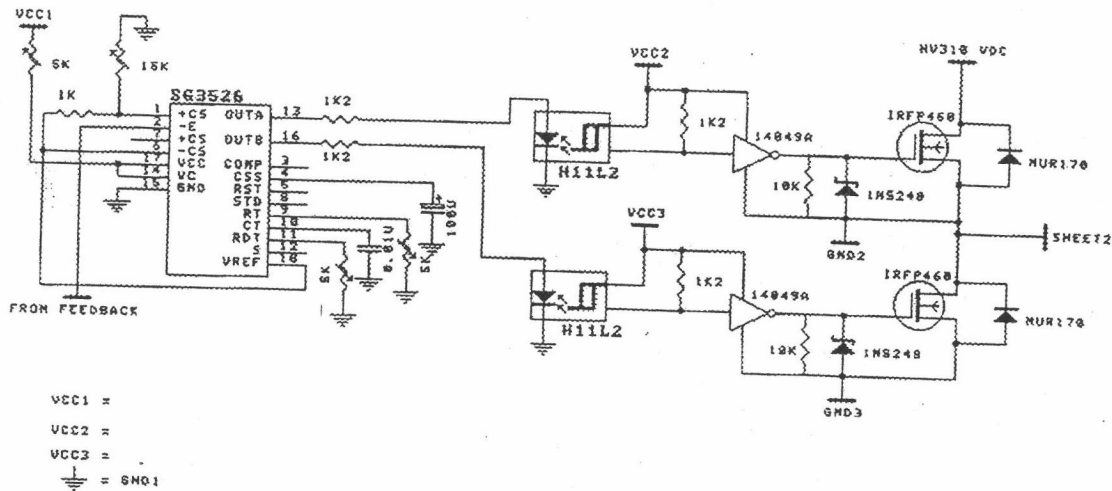 VCC1
5K
15K
1K
SG3526
1 +CS OUTA 13
2 -E OUTB 16
+CS
-CS COMP 3
17 VCC CSS 4
14 VC RST 5
15 GND STD 8
RT 9
CT 10
RDT 11
S 12
VREF 18
1K2
1K2
100U
0.01U
5K
5K
FROM FEEDBACK
VCC2
H11L2
1K2
14049A
10K
1N5248
GND2
HV310 VDC
IRFP460
MUR170
SHEET2
VCC3
H11L2
1K2
14049A
10K
1N5248
GND3
IRFP460
MUR170
VCC1 =
VCC2 =
VCC3 =
= GND1